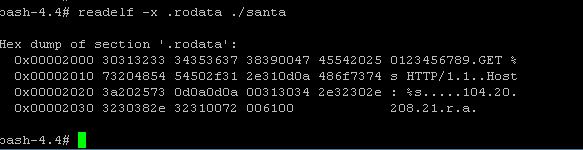 bash-4.4# readelf -x .rodata ./santa
Hex dump of section '.rodata':
0x00002000 30313233 34353637 38390047 45542025 0123456789.GET %
0x00002010 73204854 54502f31 2e310d0a 486f7374 s HTTP/1.1..Host
0x00002020 3a202573 0d0a0d0a 00313034 2e32302e : %s.....104.20.
0x00002030 3230382e 32310072 006100 208.21.r.a.
bash-4.4#